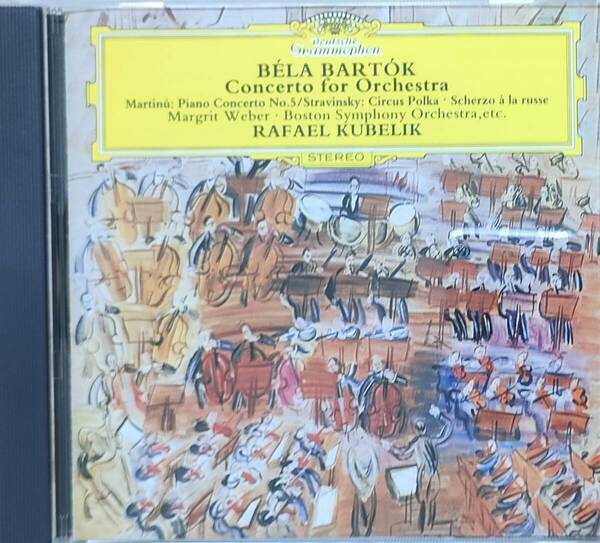 Deutsche
Grammophon
BÉLA BARTÓK
Concerto for Orchestra
Martinů: Piano Concerto No.5/Stravinsky: Circus Polka · Scherzo à la russe
Margrit Weber · Boston Symphony Orchestra,etc.
RAFAEL KUBELIK
STEREO